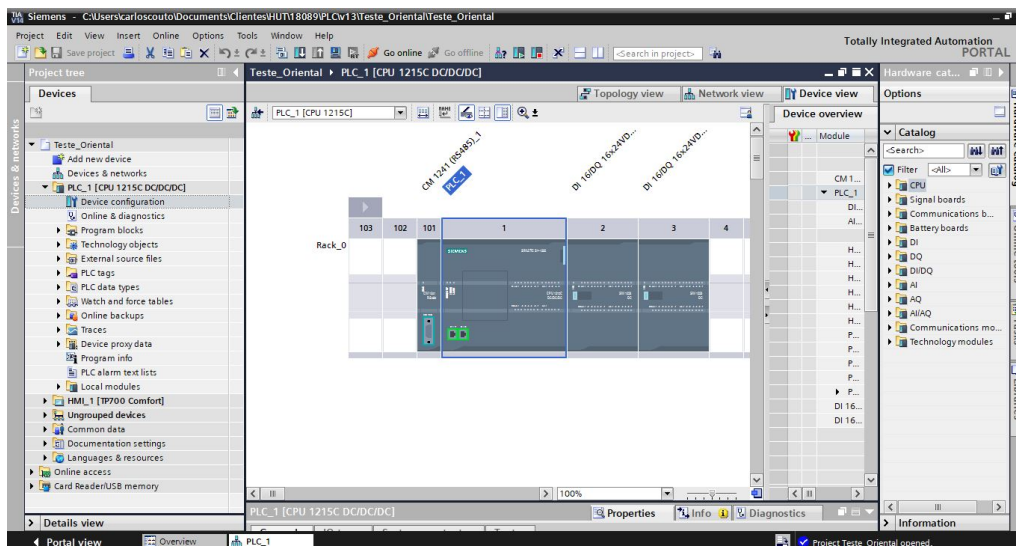 TIA V14 Siemens - C:\Users\carloscouto\Documents\Clientes\HUT\18089\PLC\v13\Teste_Oriental\Teste_Oriental
Project Edit View Insert Online Options Tools Window Help
Totally Integrated Automation
PORTAL
Save project Go online Go offline <Search in project>
Project tree
Teste_Oriental PLC_1 [CPU 1215C DC/DC/DC]
Hardware cat...
Devices
Topology view Network view Device view
Options
PLC_1 [CPU 1215C]
Device overview
Devices & networks
Teste_Oriental
Add new device
Devices & networks
PLC_1 [CPU 1215C DC/DC/DC]
Device configuration
Online & diagnostics
Program blocks
Technology objects
External source files
PLC tags
PLC data types
Watch and force tables
Online backups
Traces
Device proxy data
Program info
PLC alarm text lists
Local modules
HMI_1 [TP700 Comfort]
Ungrouped devices
Common data
Documentation settings
Languages & resources
Online access
Card Reader/USB memory
CM 1241 (RS485)_1
PLC_1
DI 16/DQ 16x24VD...
DI 16/DQ 16x24VD...
103 102 101 1 2 3 4
Rack_0
SIEMENS
100%
... Module
CM 1...
PLC_1
DI...
AI...
H...
H...
H...
H...
H...
H...
P...
P...
P...
P...
P...
DI 16...
DI 16...
Catalog
<Search>
Filter <All>
CPU
Signal boards
Communications b...
Battery boards
DI
DQ
DI/DQ
AI
AQ
AI/AQ
Communications mo...
Technology modules
Hardware catalog
PLC_1 [CPU 1215C DC/DC/DC]
Properties Info Diagnostics
Details view
Information
Portal view Overview PLC_1
Project Teste_Oriental opened.